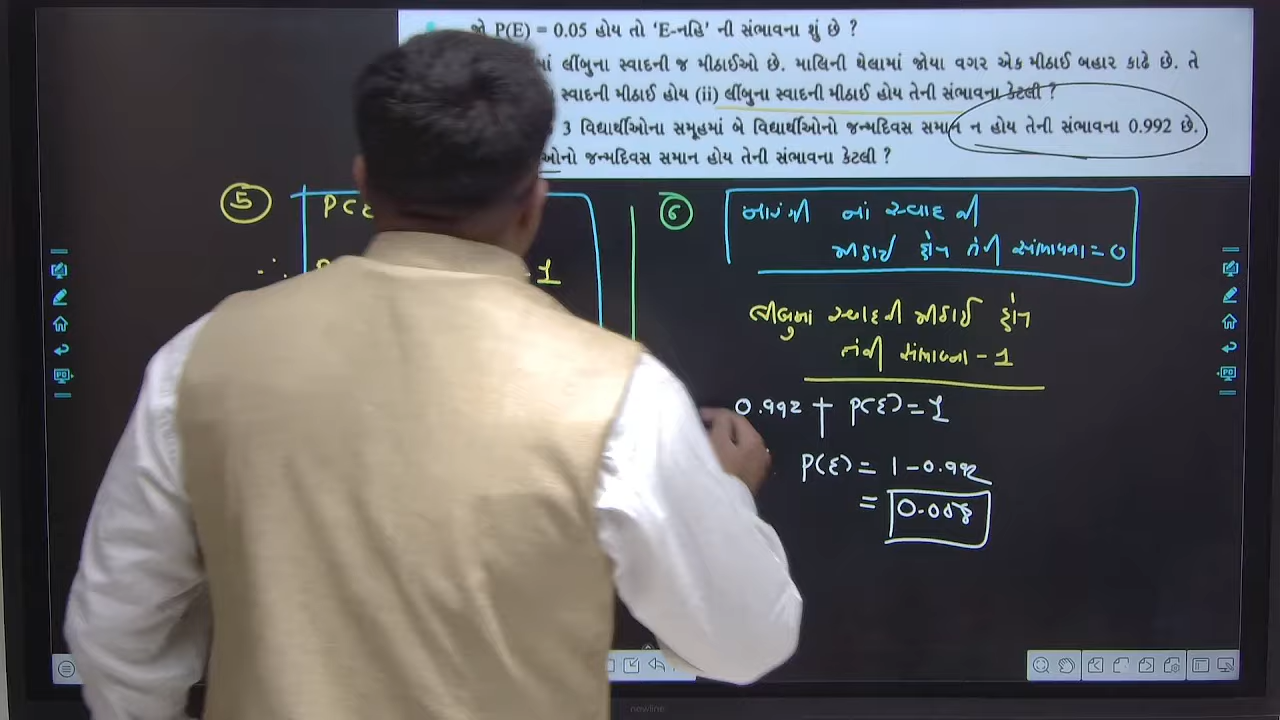 જો P(E) = 0.05 હોય તો ‘E-નહિ’ ની સંભાવના શું છે ?
લીંબુના સ્વાદની જ મીઠાઈઓ છે. માલિની થેલામાં જોયા વગર એક મીઠાઈ બહાર કાઢે છે. તે
સ્વાદની મીઠાઈ હોય (ii) લીંબુના સ્વાદની મીઠાઈ હોય તેની સંભાવના કેટલી ?
3 વિદ્યાર્થીઓના સમૂહમાં બે વિદ્યાર્થીઓનો જન્મદિવસ સમાન ન હોય તેની સંભાવના 0.992 છે.
ઓનો જન્મદિવસ સમાન હોય તેની સંભાવના કેટલી ?
5
P(E
∴ 1
6
નારંગી નાં સ્વાદ ની
મીઠાઈ હોય તેની સંભાવના = 0
લીંબુના સ્વાદની મીઠાઈ હોય
તેની સંભાવના - 1
0.992 + P(E) = 1
P(E) = 1 - 0.992
= 0.008
newline